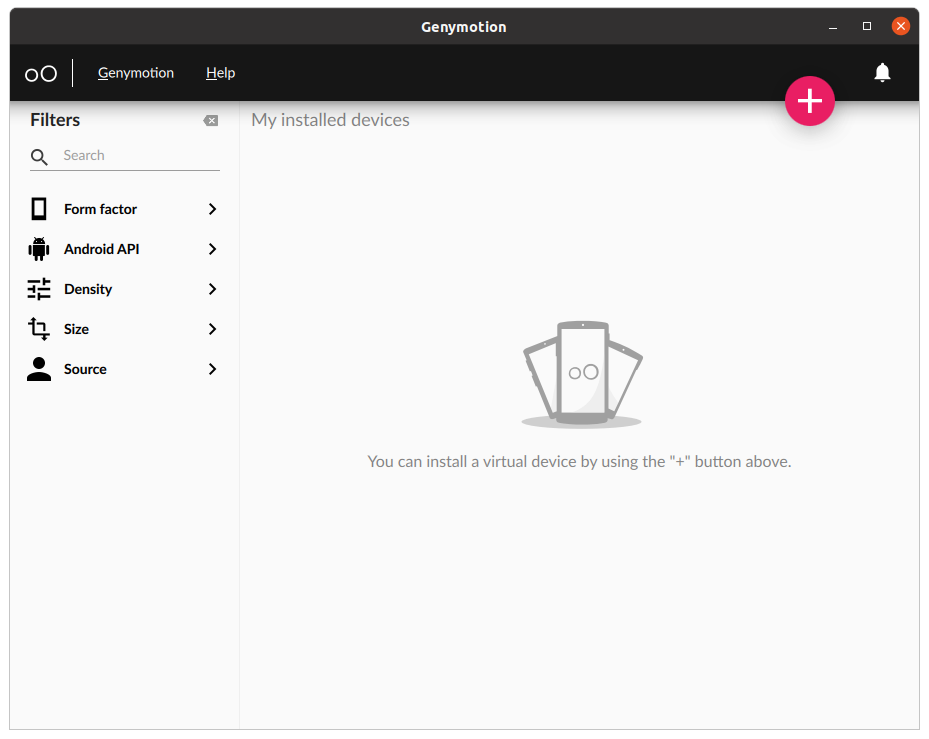 Genymotion
Genymotion Help
Filters
My installed devices
Search
Form factor
Android API
Density
Size
Source
You can install a virtual device by using the "+" button above.